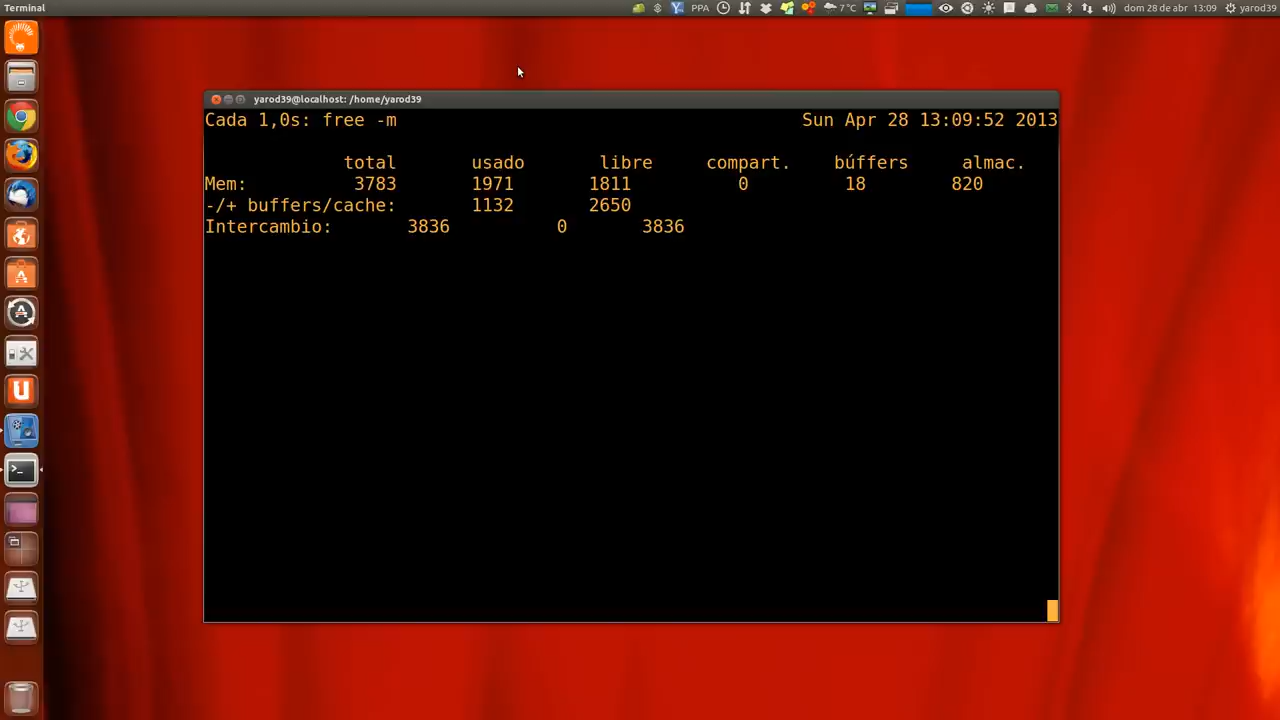 Terminal PPA 7°C dom 28 de abr 13:09 yarod39
yarod39@localhost: /home/yarod39
Cada 1,0s: free -m Sun Apr 28 13:09:52 2013
total usado libre compart. búffers almac.
Mem: 3783 1971 1811 0 18 820
-/+ buffers/cache: 1132 2650
Intercambio: 3836 0 3836